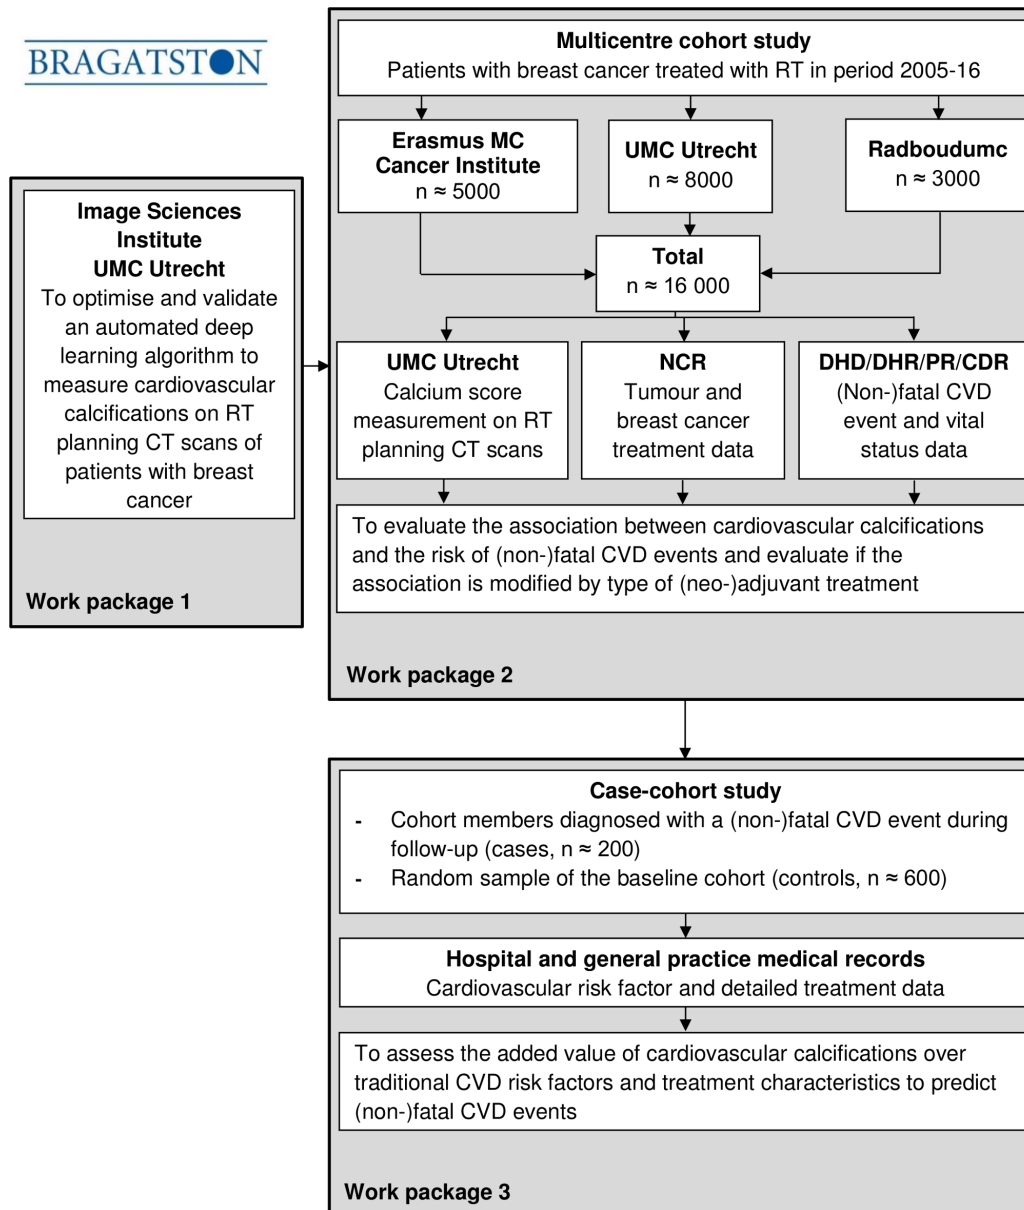 BRAGATSTON
Multicentre cohort study
Patients with breast cancer treated with RT in period 2005-16
Erasmus MC
Cancer Institute
n ≈ 5000
UMC Utrecht
n ≈ 8000
Radboudumc
n ≈ 3000
Total
n ≈ 16 000
Image Sciences
Institute
UMC Utrecht
To optimise and validate
an automated deep
learning algorithm to
measure cardiovascular
calcifications on RT
planning CT scans of
patients with breast
cancer
Work package 1
UMC Utrecht
Calcium score
measurement on RT
planning CT scans
NCR
Tumour and
breast cancer
treatment data
DHD/DHR/PR/CDR
(Non-)fatal CVD
event and vital
status data
To evaluate the association between cardiovascular calcifications
and the risk of (non-)fatal CVD events and evaluate if the
association is modified by type of (neo-)adjuvant treatment
Work package 2
Case-cohort study
- Cohort members diagnosed with a (non-)fatal CVD event during
follow-up (cases, n ≈ 200)
- Random sample of the baseline cohort (controls, n ≈ 600)
Hospital and general practice medical records
Cardiovascular risk factor and detailed treatment data
To assess the added value of cardiovascular calcifications over
traditional CVD risk factors and treatment characteristics to predict
(non-)fatal CVD events
Work package 3